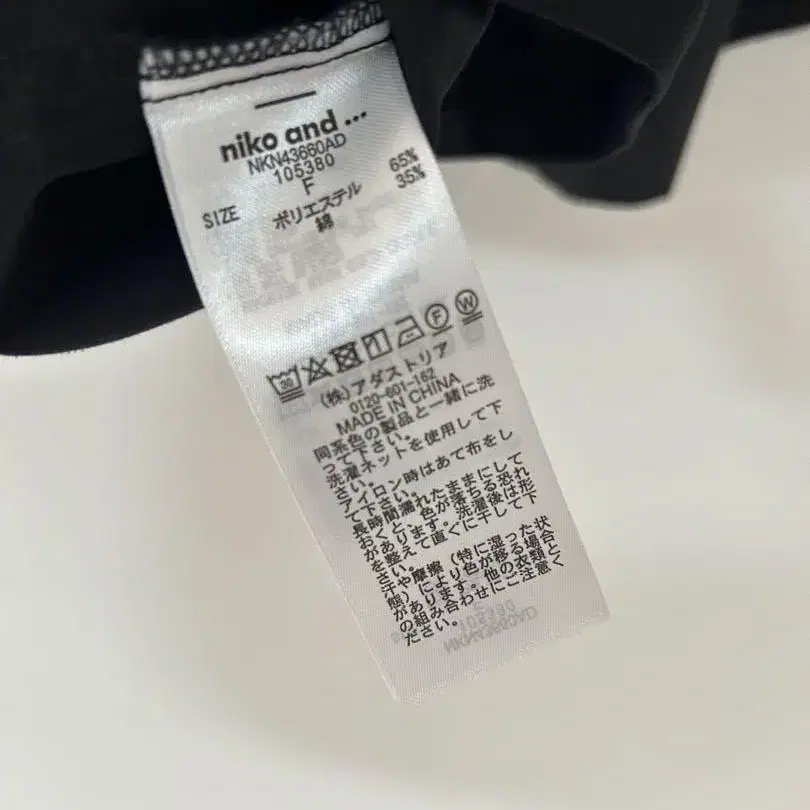 niko and ...
NKN43660AD
105380
SIZE F
ポリエステル 65%
綿 35%
30 F W
(株)アダストリア
0120-601-162
MADE IN CHINA
同系色の製品と一緒に洗
って下さい。
洗濯ネットを使用して下
さい。
アイロン時はあて布をし
て下さい。
長時間濡れたままにして
おくと、色が落ちる恐れ
があります。洗濯後は形
を整えて直ぐに干して下
さい。
汗や摩擦(特に湿った状
態)により色が移る場合
があります。他の衣類と
の組み合わせにご注意く
ださい。
105380
NKN43660AD